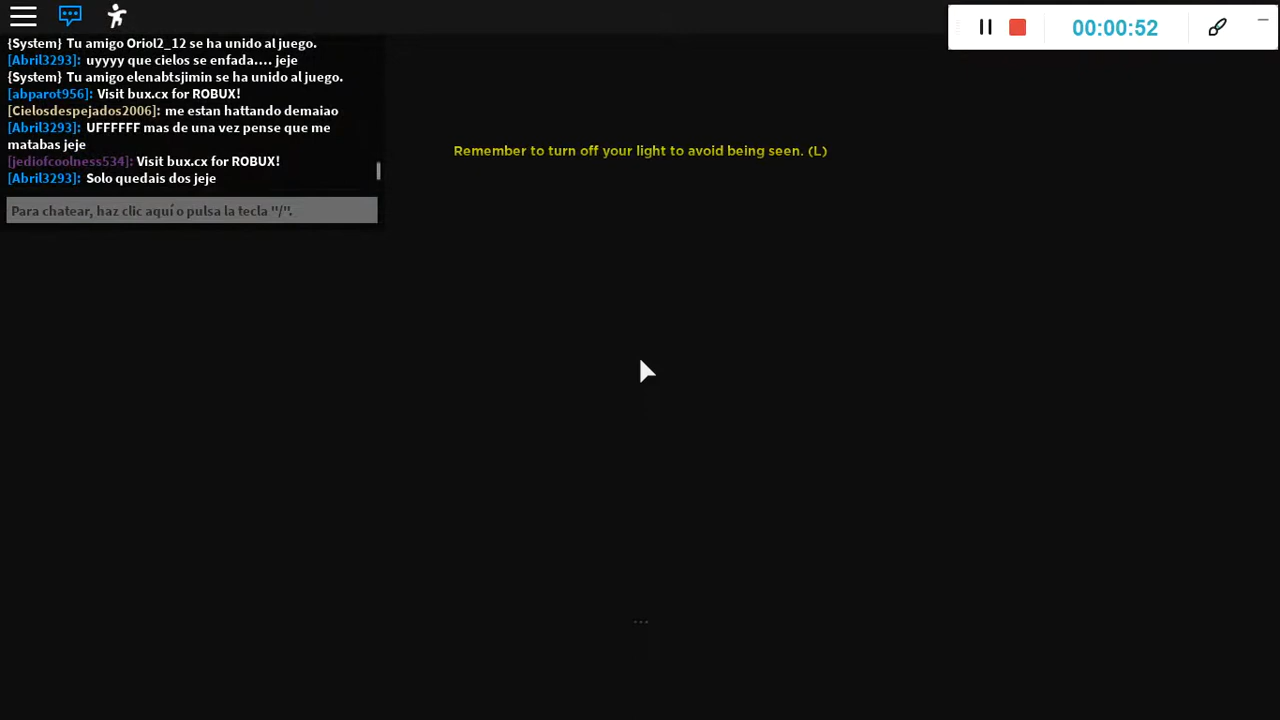 00:00:52
{System} Tu amigo Oriol2_12 se ha unido al juego.
[Abril3293]: uyyyy que cielos se enfada.... jeje
{System} Tu amigo elenabtsjimin se ha unido al juego.
[abparot956]: Visit bux.cx for ROBUX!
[Cielosdespejados2006]: me estan hattando demaiao
[Abril3293]: UFFFFFF mas de una vez pense que me
matabas jeje
[jediofcoolness534]: Visit bux.cx for ROBUX!
[Abril3293]: Solo quedais dos jeje
Para chatear, haz clic aquí o pulsa la tecla "/".
Remember to turn off your light to avoid being seen. (L)
...